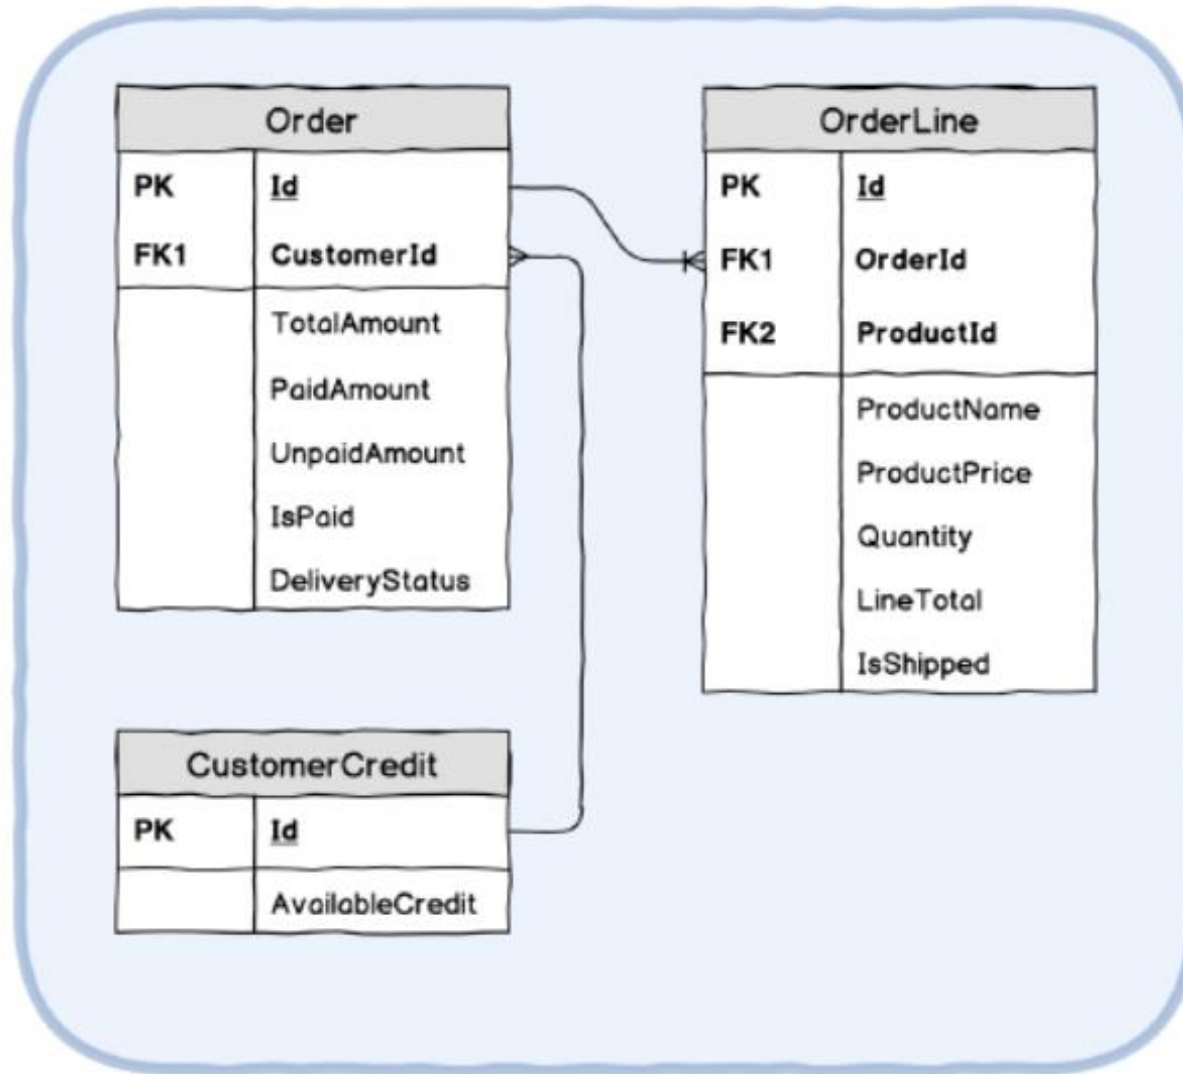 Order
PK Id
FK1 CustomerId
TotalAmount
PaidAmount
UnpaidAmount
IsPaid
DeliveryStatus
OrderLine
PK Id
FK1 OrderId
FK2 ProductId
ProductName
ProductPrice
Quantity
LineTotal
IsShipped
CustomerCredit
PK Id
AvailableCredit